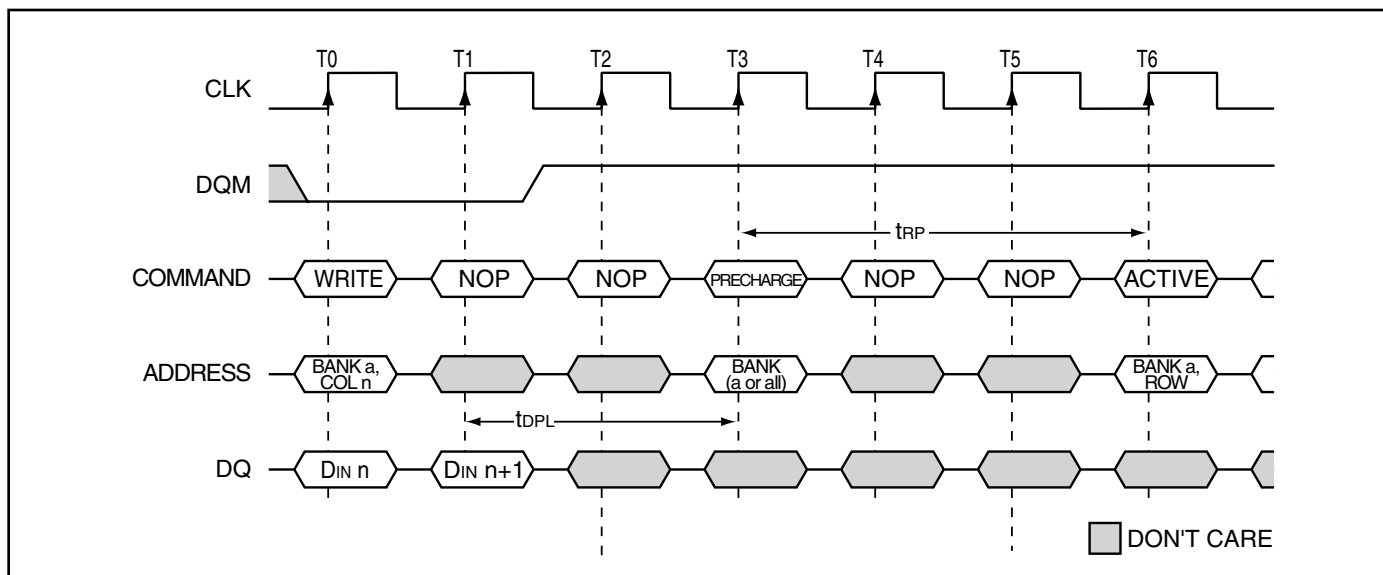 T0 T1 T2 T3 T4 T5 T6
CLK
DQM
tRP
COMMAND WRITE NOP NOP PRECHARGE NOP NOP ACTIVE
ADDRESS BANK a, COL n BANK (a or all) BANK a, ROW
tDPL
DQ DIN n DIN n+1
DON'T CARE